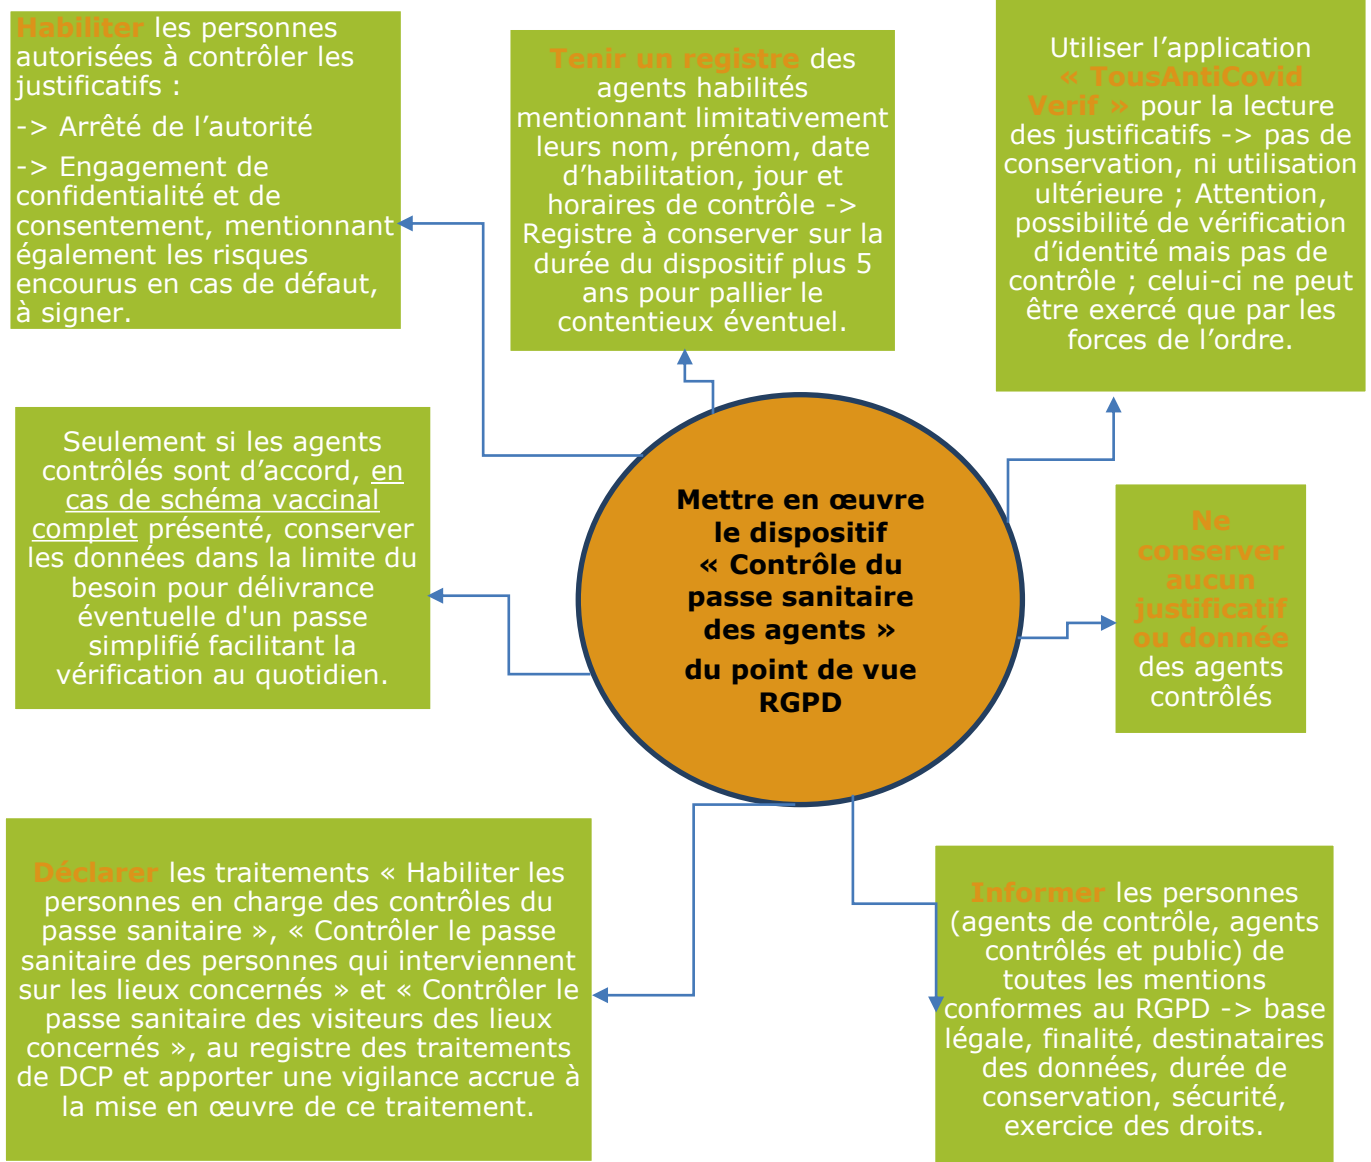 Habiliter les personnes
autorisées à contrôler les
justificatifs :
-> Arrêté de l’autorité
-> Engagement de
confidentialité et de
consentement, mentionnant
également les risques
encourus en cas de défaut,
à signer.
Tenir un registre des
agents habilités
mentionnant limitativement
leurs nom, prénom, date
d’habilitation, jour et
horaires de contrôle ->
Registre à conserver sur la
durée du dispositif plus 5
ans pour pallier le
contentieux éventuel.
Utiliser l’application
« TousAntiCovid
Verif » pour la lecture
des justificatifs -> pas de
conservation, ni utilisation
ultérieure ; Attention,
possibilité de vérification
d’identité mais pas de
contrôle ; celui-ci ne peut
être exercé que par les
forces de l’ordre.
Seulement si les agents
contrôlés sont d’accord, en
cas de schéma vaccinal
complet présenté, conserver
les données dans la limite du
besoin pour délivrance
éventuelle d'un passe
simplifié facilitant la
vérification au quotidien.
Mettre en œuvre
le dispositif
« Contrôle du
passe sanitaire
des agents »
du point de vue
RGPD
Ne
conserver
aucun
justificatif
ou donnée
des agents
contrôlés
Déclarer les traitements « Habiliter les
personnes en charge des contrôles du
passe sanitaire », « Contrôler le passe
sanitaire des personnes qui interviennent
sur les lieux concernés » et « Contrôler le
passe sanitaire des visiteurs des lieux
concernés », au registre des traitements
de DCP et apporter une vigilance accrue à
la mise en œuvre de ce traitement.
Informer les personnes
(agents de contrôle, agents
contrôlés et public) de
toutes les mentions
conformes au RGPD -> base
légale, finalité, destinataires
des données, durée de
conservation, sécurité,
exercice des droits.